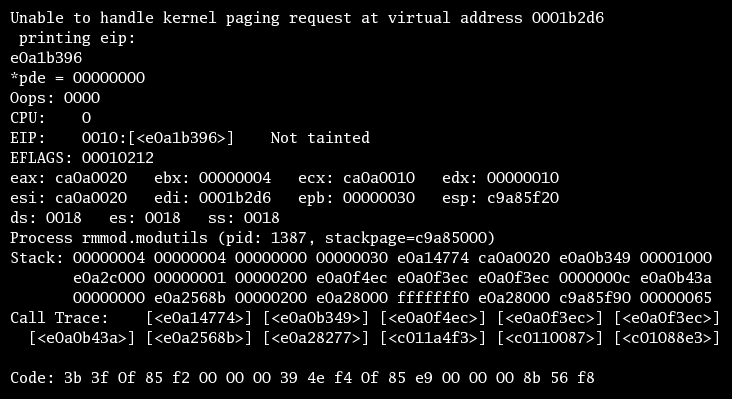 Unable to handle kernel paging request at virtual address 0001b2d6
printing eip:
e0a1b396
*pde = 00000000
Oops: 0000
CPU:    0
EIP:    0010:[<e0a1b396>]    Not tainted
EFLAGS: 00010212
eax: ca0a0020   ebx: 00000004   ecx: ca0a0010   edx: 00000010
esi: ca0a0020   edi: 0001b2d6   epb: 00000030   esp: c9a85f20
ds: 0018   es: 0018   ss: 0018
Process rmmod.modutils (pid: 1387, stackpage=c9a85000)
Stack: 00000004 00000004 00000000 00000030 e0a14774 ca0a0020 e0a0b349 00001000
       e0a2c000 00000001 00000200 e0a0f4ec e0a0f3ec e0a0f3ec 0000000c e0a0b43a
       00000000 e0a2568b 00000200 e0a28000 fffffff0 e0a28000 c9a85f90 00000065
Call Trace:    [<e0a14774>] [<e0a0b349>] [<e0a0f4ec>] [<e0a0f3ec>] [<e0a0f3ec>]
  [<e0a0b43a>] [<e0a2568b>] [<e0a28277>] [<c011a4f3>] [<c0110087>] [<c01088e3>]
Code: 3b 3f 0f 85 f2 00 00 00 39 4e f4 0f 85 e9 00 00 00 8b 56 f8